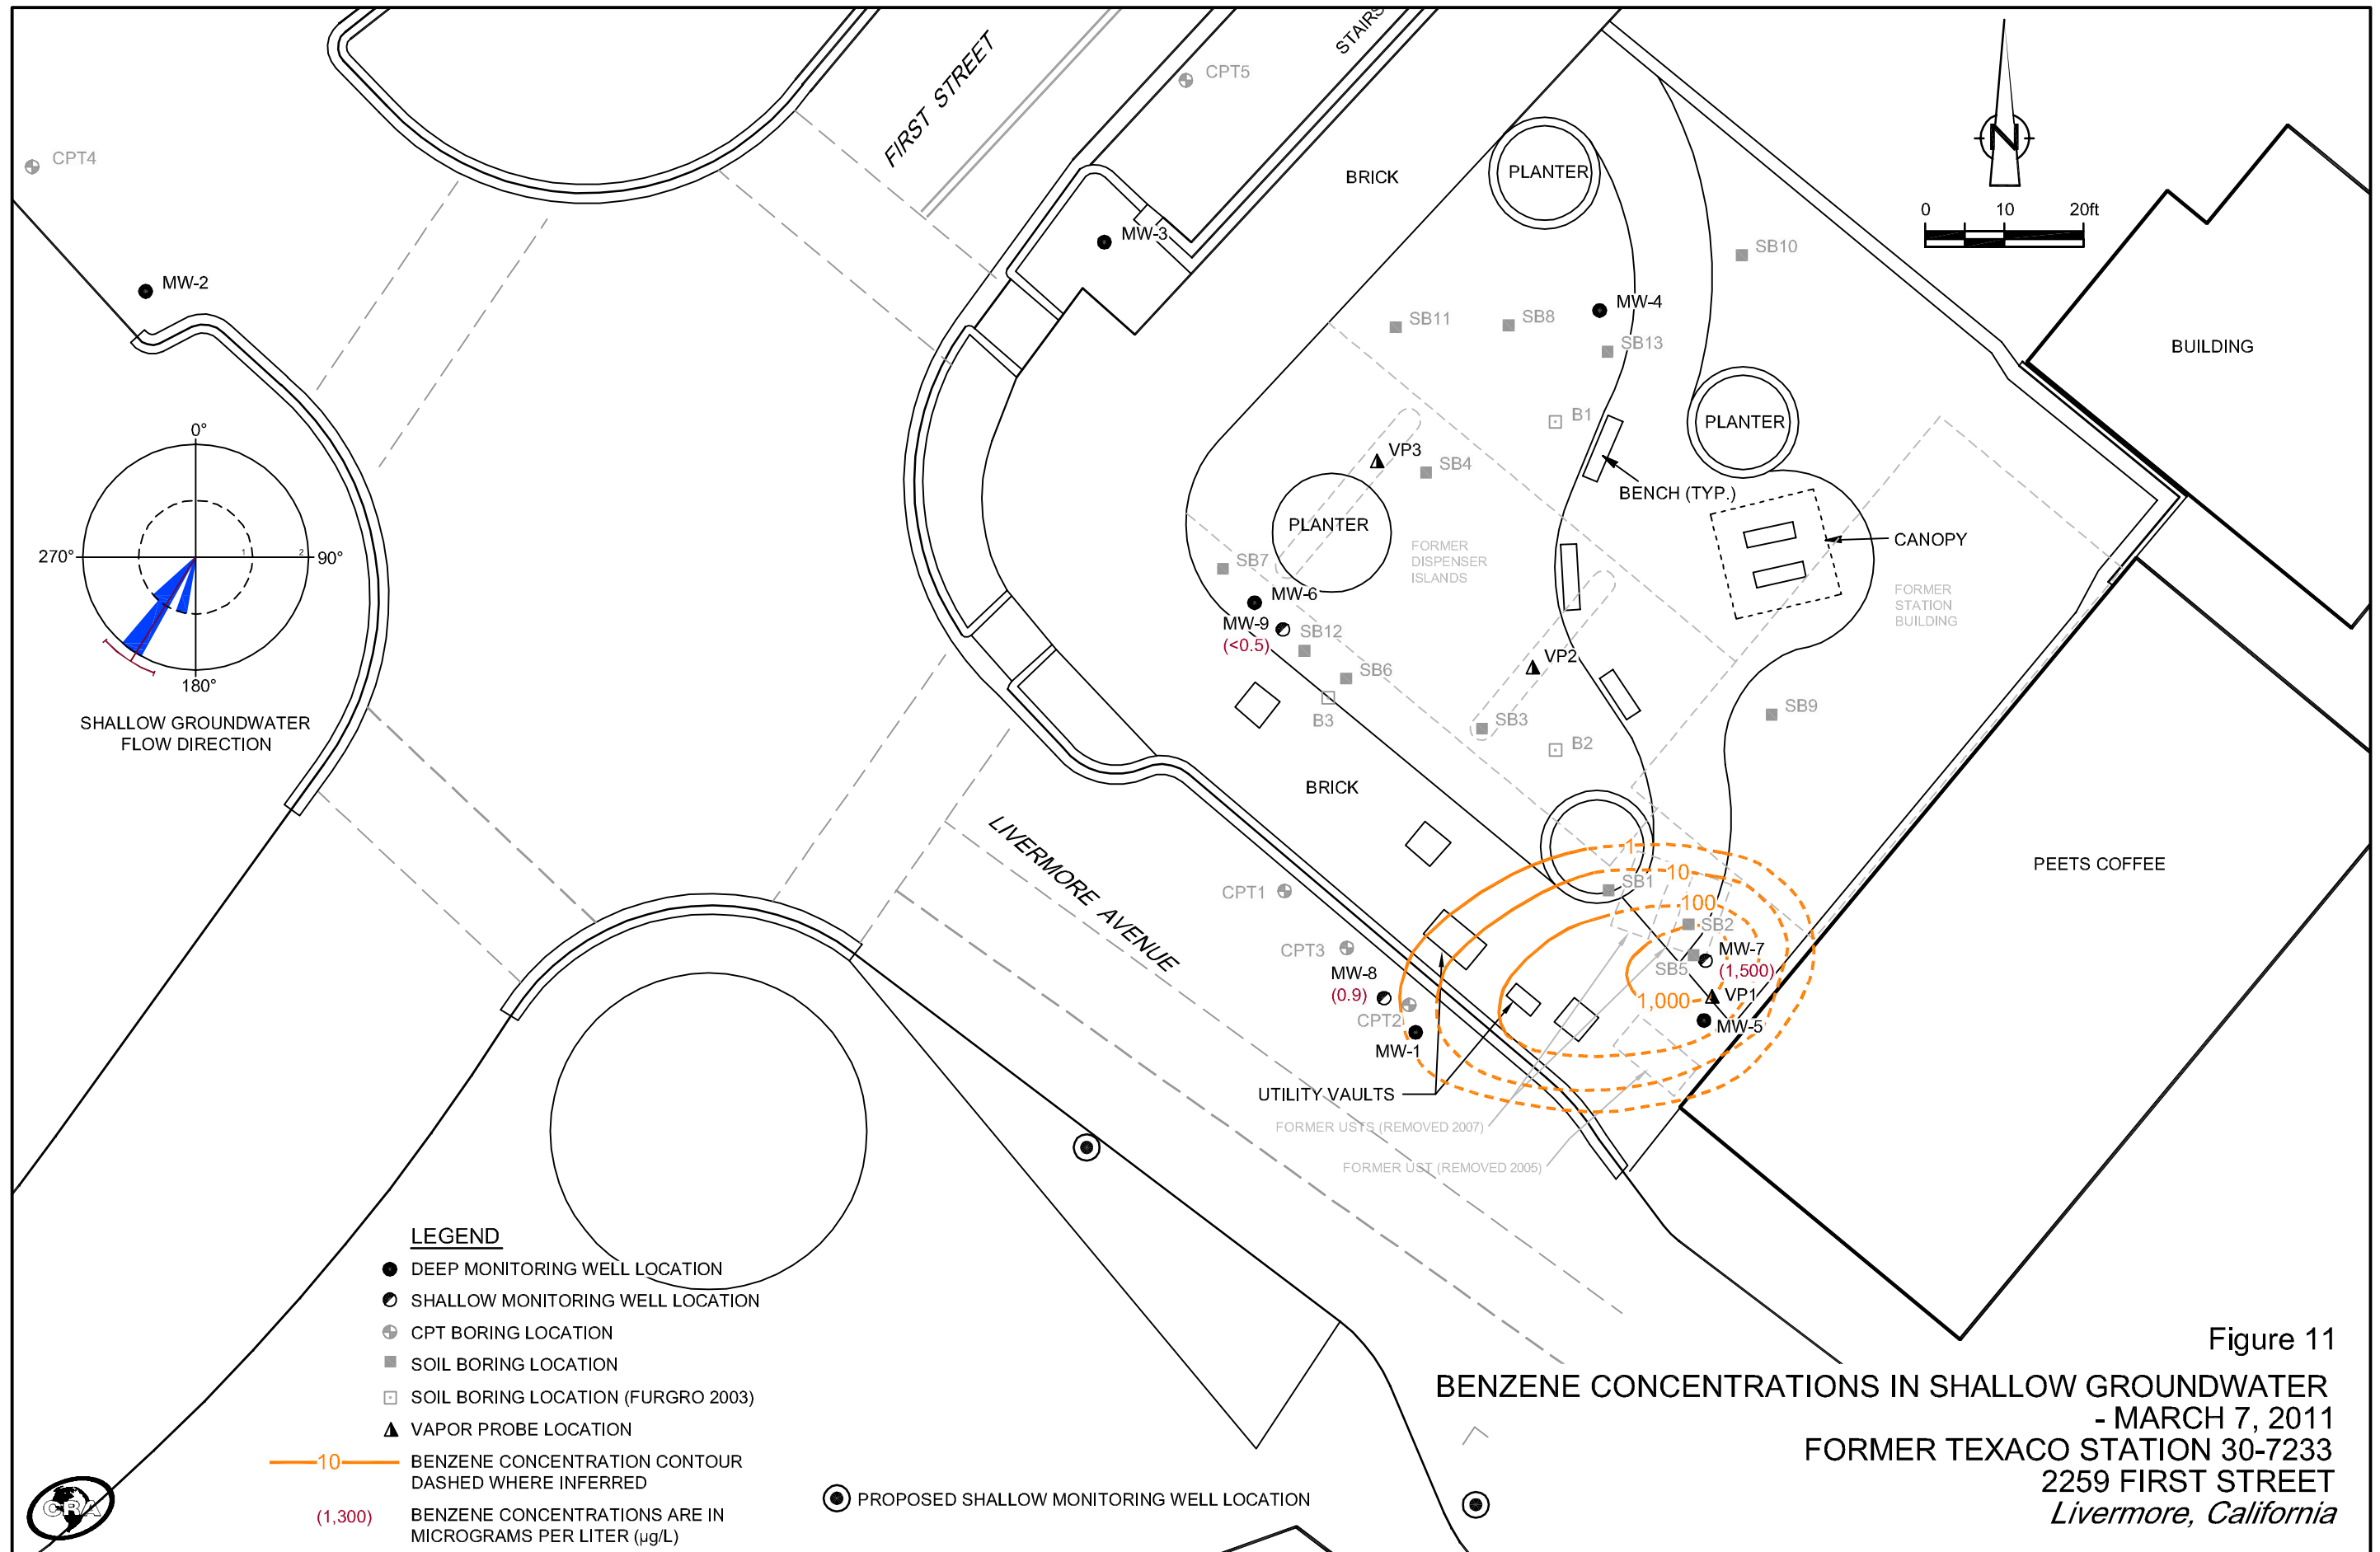 FIRST STREET
STAIRS
CPT5
CPT4
BRICK
PLANTER
N
0 10 20ft
MW-3
MW-2
SB10
MW-4
SB11
SB8
SB13
BUILDING
B1
PLANTER
0°
270°
90°
180°
1
2
SHALLOW GROUNDWATER
FLOW DIRECTION
VP3
SB4
BENCH (TYP.)
PLANTER
CANOPY
FORMER
DISPENSER
ISLANDS
SB7
MW-6
MW-9
(<0.5)
SB12
FORMER
STATION
BUILDING
VP2
SB6
B3
SB3
SB9
B2
BRICK
LIVERMORE AVENUE
PEETS COFFEE
1
10
100
1,000
SB1
SB2
CPT1
CPT3
MW-7
(1,500)
SB5
MW-8
(0.9)
VP1
CPT2
MW-5
MW-1
UTILITY VAULTS
FORMER USTS (REMOVED 2007)
FORMER UST (REMOVED 2005)
LEGEND
DEEP MONITORING WELL LOCATION
SHALLOW MONITORING WELL LOCATION
CPT BORING LOCATION
SOIL BORING LOCATION
SOIL BORING LOCATION (FURGRO 2003)
VAPOR PROBE LOCATION
10 BENZENE CONCENTRATION CONTOUR
DASHED WHERE INFERRED
(1,300) BENZENE CONCENTRATIONS ARE IN
MICROGRAMS PER LITER (µg/L)
PROPOSED SHALLOW MONITORING WELL LOCATION
CRA
Figure 11
BENZENE CONCENTRATIONS IN SHALLOW GROUNDWATER
- MARCH 7, 2011
FORMER TEXACO STATION 30-7233
2259 FIRST STREET
Livermore, California